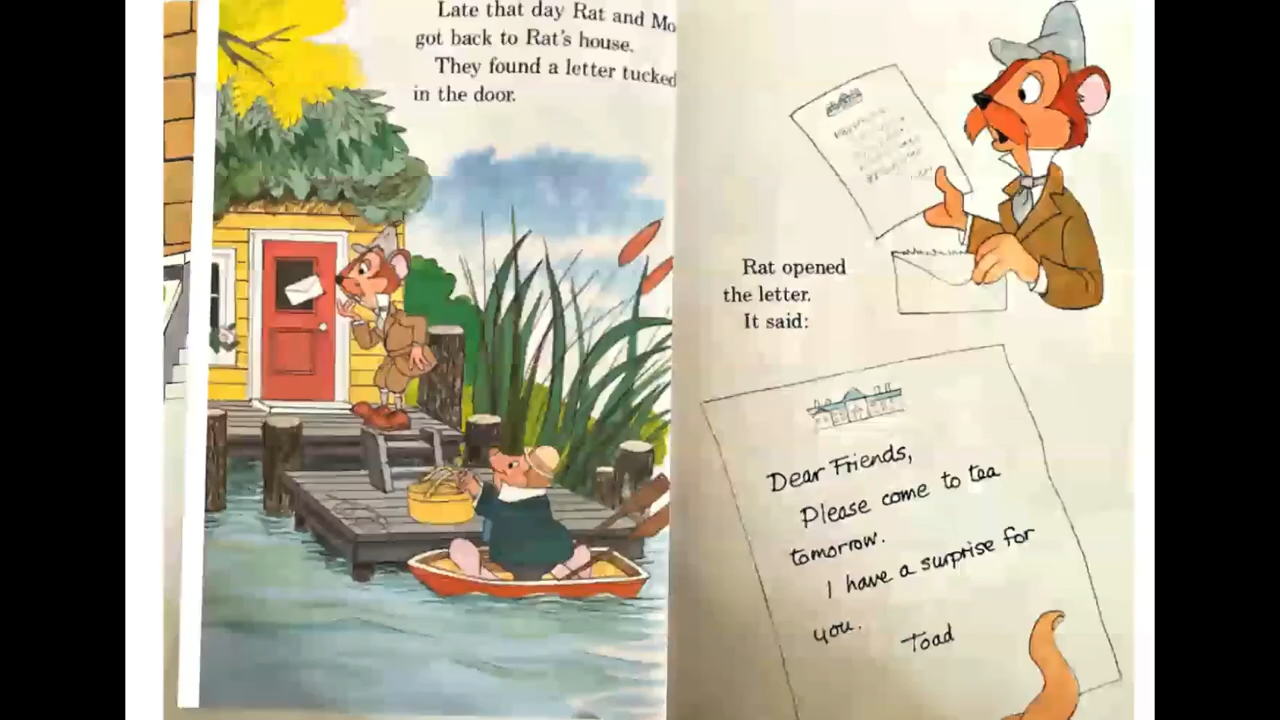 Late that day Rat and Mo
got back to Rat's house.
They found a letter tucked
in the door.
Rat opened
the letter.
It said:
Dear Friends,
Please come to tea
tomorrow.
I have a surprise for
you.
Toad